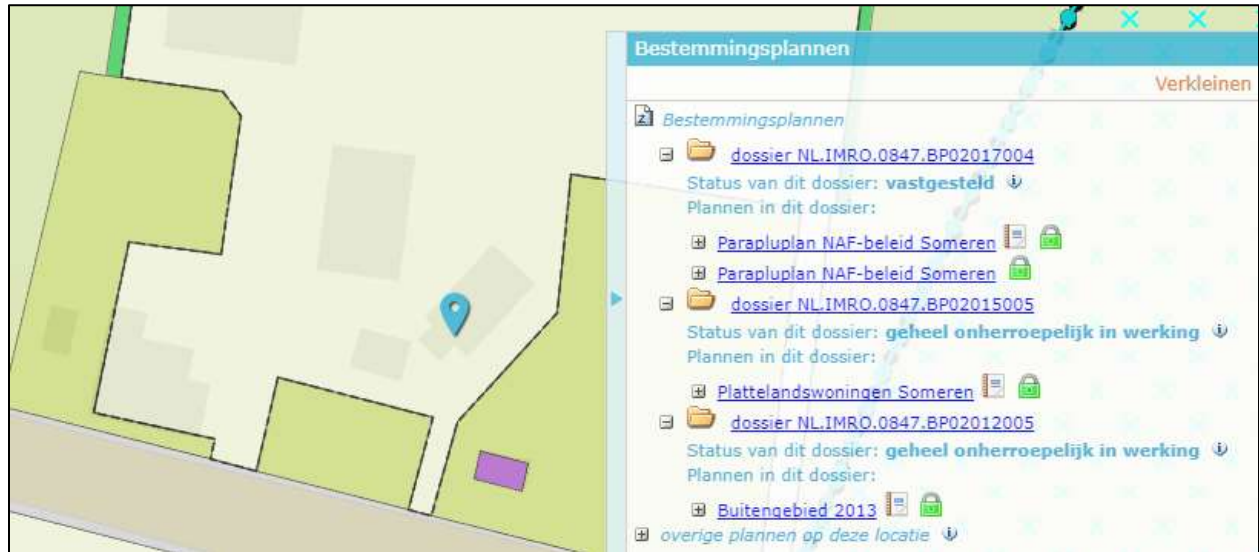 Bestemmingsplannen
Verkleinen
Bestemmingsplannen
dossier NL.IMRO.0847.BP02017004
Status van dit dossier: vastgesteld
Plannen in dit dossier:
Parapluplan NAF-beleid Someren
Parapluplan NAF-beleid Someren
dossier NL.IMRO.0847.BP02015005
Status van dit dossier: geheel onherroepelijk in werking
Plannen in dit dossier:
Plattelandswoningen Someren
dossier NL.IMRO.0847.BP02012005
Status van dit dossier: geheel onherroepelijk in werking
Plannen in dit dossier:
Buitengebied 2013
overige plannen op deze locatie